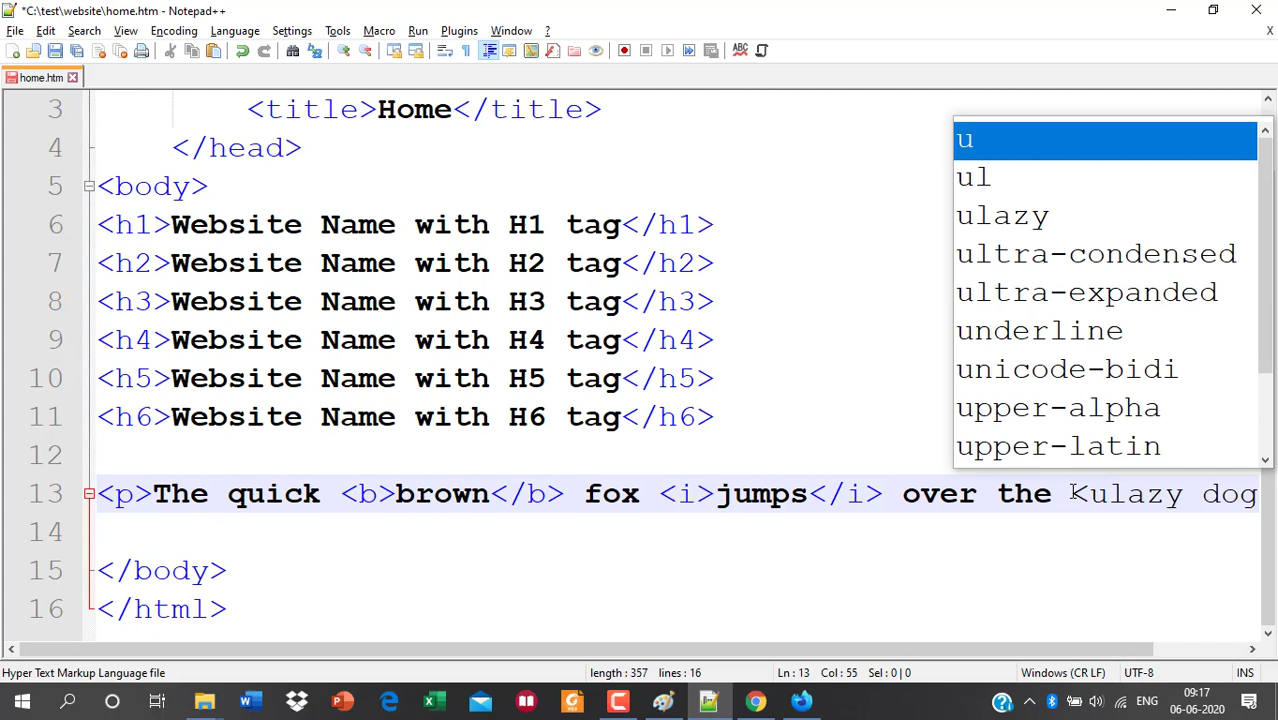 *C:\test\website\home.htm - Notepad++
File Edit Search View Encoding Language Settings Tools Macro Run Plugins Window ? X
home.htm
3 <title>Home</title>
4 </head>
5 <body>
6 <h1>Website Name with H1 tag</h1>
7 <h2>Website Name with H2 tag</h2>
8 <h3>Website Name with H3 tag</h3>
9 <h4>Website Name with H4 tag</h4>
10 <h5>Website Name with H5 tag</h5>
11 <h6>Website Name with H6 tag</h6>
12
13 <p>The quick <b>brown</b> fox <i>jumps</i> over the <ulazy dog
14
15 </body>
16 </html>
u
ul
ulazy
ultra-condensed
ultra-expanded
underline
unicode-bidi
upper-alpha
upper-latin
Hyper Text Markup Language file length : 357 lines : 16 Ln : 13 Col : 55 Sel : 0 | 0 Windows (CR LF) UTF-8 INS
ENG 09:17
06-06-2020